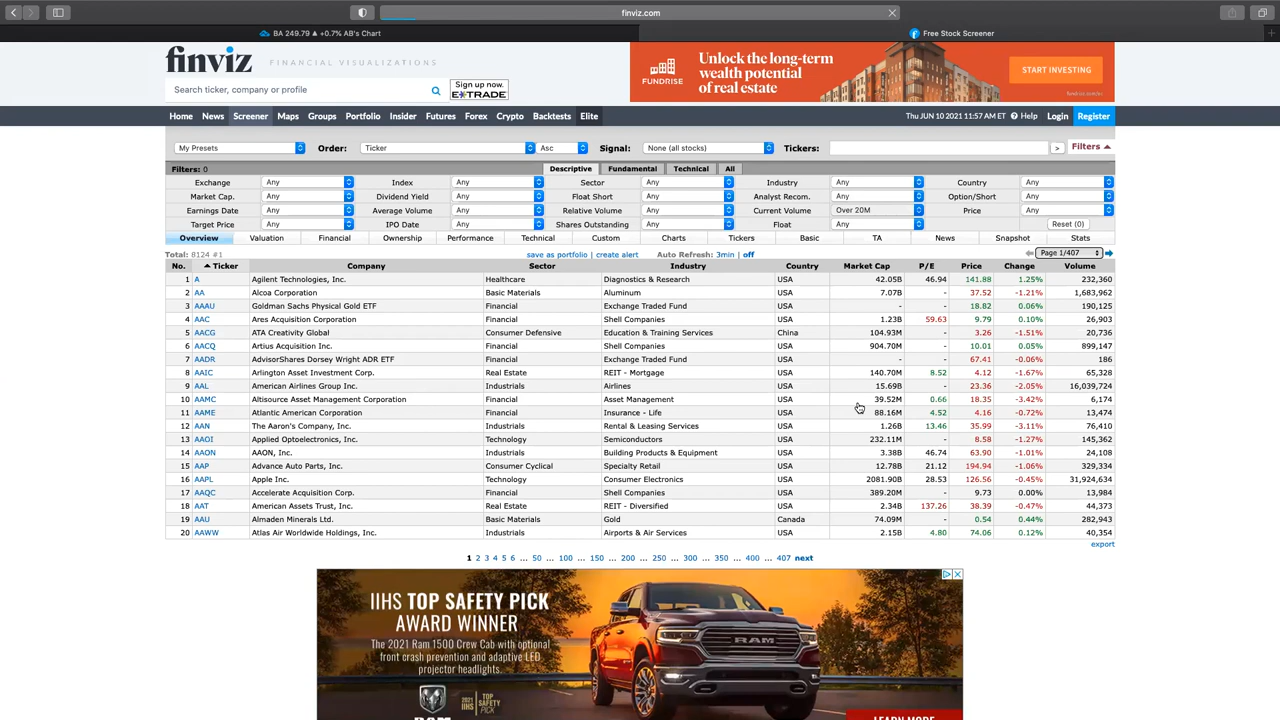 finviz.com
BA 249.79 ▲ +0.7% AB's Chart
Free Stock Screener
finviz FINANCIAL VISUALIZATIONS
Search ticker, company or profile
Sign up now.
E*TRADE
FUNDRISE
Unlock the long-term
wealth potential
of real estate
START INVESTING
Home News Screener Maps Groups Portfolio Insider Futures Forex Crypto Backtests Elite
Thu JUN 10 2021 11:57 AM ET Help Login Register
My Presets Order: Ticker Asc Signal: None (all stocks) Tickers: > Filters ▲
Filters: 0 Descriptive Fundamental Technical All
Exchange Any Index Any Sector Any Industry Any Country Any
Market Cap. Any Dividend Yield Any Float Short Any Analyst Recom. Any Option/Short Any
Earnings Date Any Average Volume Any Relative Volume Any Current Volume Over 20M Price Any
Target Price Any IPO Date Any Shares Outstanding Any Float Any Reset (0)
Overview Valuation Financial Ownership Performance Technical Custom Charts Tickers Basic TA News Snapshot Stats
Total: 8124 #1 save as portfolio | create alert Auto Refresh: 3min | off Page 1/407
No. Ticker Company Sector Industry Country Market Cap P/E Price Change Volume
1 A Agilent Technologies, Inc. Healthcare Diagnostics & Research USA 42.05B 46.94 141.88 1.25% 232,360
2 AA Alcoa Corporation Basic Materials Aluminum USA 7.07B - 37.52 -1.21% 1,683,962
3 AAAU Goldman Sachs Physical Gold ETF Financial Exchange Traded Fund USA - - 18.82 0.06% 190,125
4 AAC Ares Acquisition Corporation Financial Shell Companies USA 1.23B 59.63 9.79 0.10% 26,903
5 AACG ATA Creativity Global Consumer Defensive Education & Training Services China 104.93M - 3.26 -1.51% 20,736
6 AACQ Artius Acquisition Inc. Financial Shell Companies USA 904.70M - 10.01 0.05% 899,147
7 AADR AdvisorShares Dorsey Wright ADR ETF Financial Exchange Traded Fund USA - - 67.41 -0.06% 186
8 AAIC Arlington Asset Investment Corp. Real Estate REIT - Mortgage USA 140.70M 8.52 4.12 -1.67% 65,328
9 AAL American Airlines Group Inc. Industrials Airlines USA 15.69B - 23.36 -2.05% 16,039,724
10 AAMC Altisource Asset Management Corporation Financial Asset Management USA 39.52M 0.66 18.35 -3.42% 6,174
11 AAME Atlantic American Corporation Financial Insurance - Life USA 88.16M 4.52 4.16 -0.72% 13,474
12 AAN The Aaron's Company, Inc. Industrials Rental & Leasing Services USA 1.26B 13.46 35.99 -3.11% 76,410
13 AAOI Applied Optoelectronics, Inc. Technology Semiconductors USA 232.11M - 8.58 -1.27% 145,362
14 AAON AAON, Inc. Industrials Building Products & Equipment USA 3.38B 46.74 63.90 -1.01% 24,108
15 AAP Advance Auto Parts, Inc. Consumer Cyclical Specialty Retail USA 12.78B 21.12 194.94 -1.06% 329,334
16 AAPL Apple Inc. Technology Consumer Electronics USA 2081.90B 28.53 126.56 -0.45% 31,924,634
17 AAQC Accelerate Acquisition Corp. Financial Shell Companies USA 389.20M - 9.73 0.00% 13,984
18 AAT American Assets Trust, Inc. Real Estate REIT - Diversified USA 2.34B 137.26 38.39 -0.47% 44,373
19 AAU Almaden Minerals Ltd. Basic Materials Gold Canada 74.09M - 0.54 0.44% 282,943
20 AAWW Atlas Air Worldwide Holdings, Inc. Industrials Airports & Air Services USA 2.15B 4.80 74.06 0.12% 40,354
export
1 2 3 4 5 6 ... 50 ... 100 ... 150 ... 200 ... 250 ... 300 ... 350 ... 400 ... 407 next
IIHS TOP SAFETY PICK
AWARD WINNER
The 2021 Ram 1500 Crew Cab with optional
front crash prevention and adaptive LED
projector headlights.
RAM
2021 IIHS
TOP SAFETY
PICK
RAM
LEARN MORE